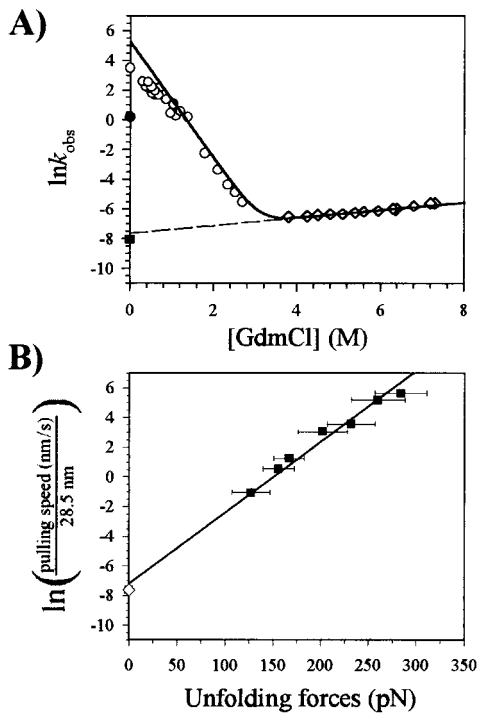 A)
6
4
2
0
-2
-4
-6
-8
-10
lnkobs
0 2 4 6 8
[GdmCl] (M)
B)
6
4
2
0
-2
-4
-6
-8
-10
ln(pulling speed (nm/s) / 28.5 nm)
0 50 100 150 200 250 300 350
Unfolding forces (pN)